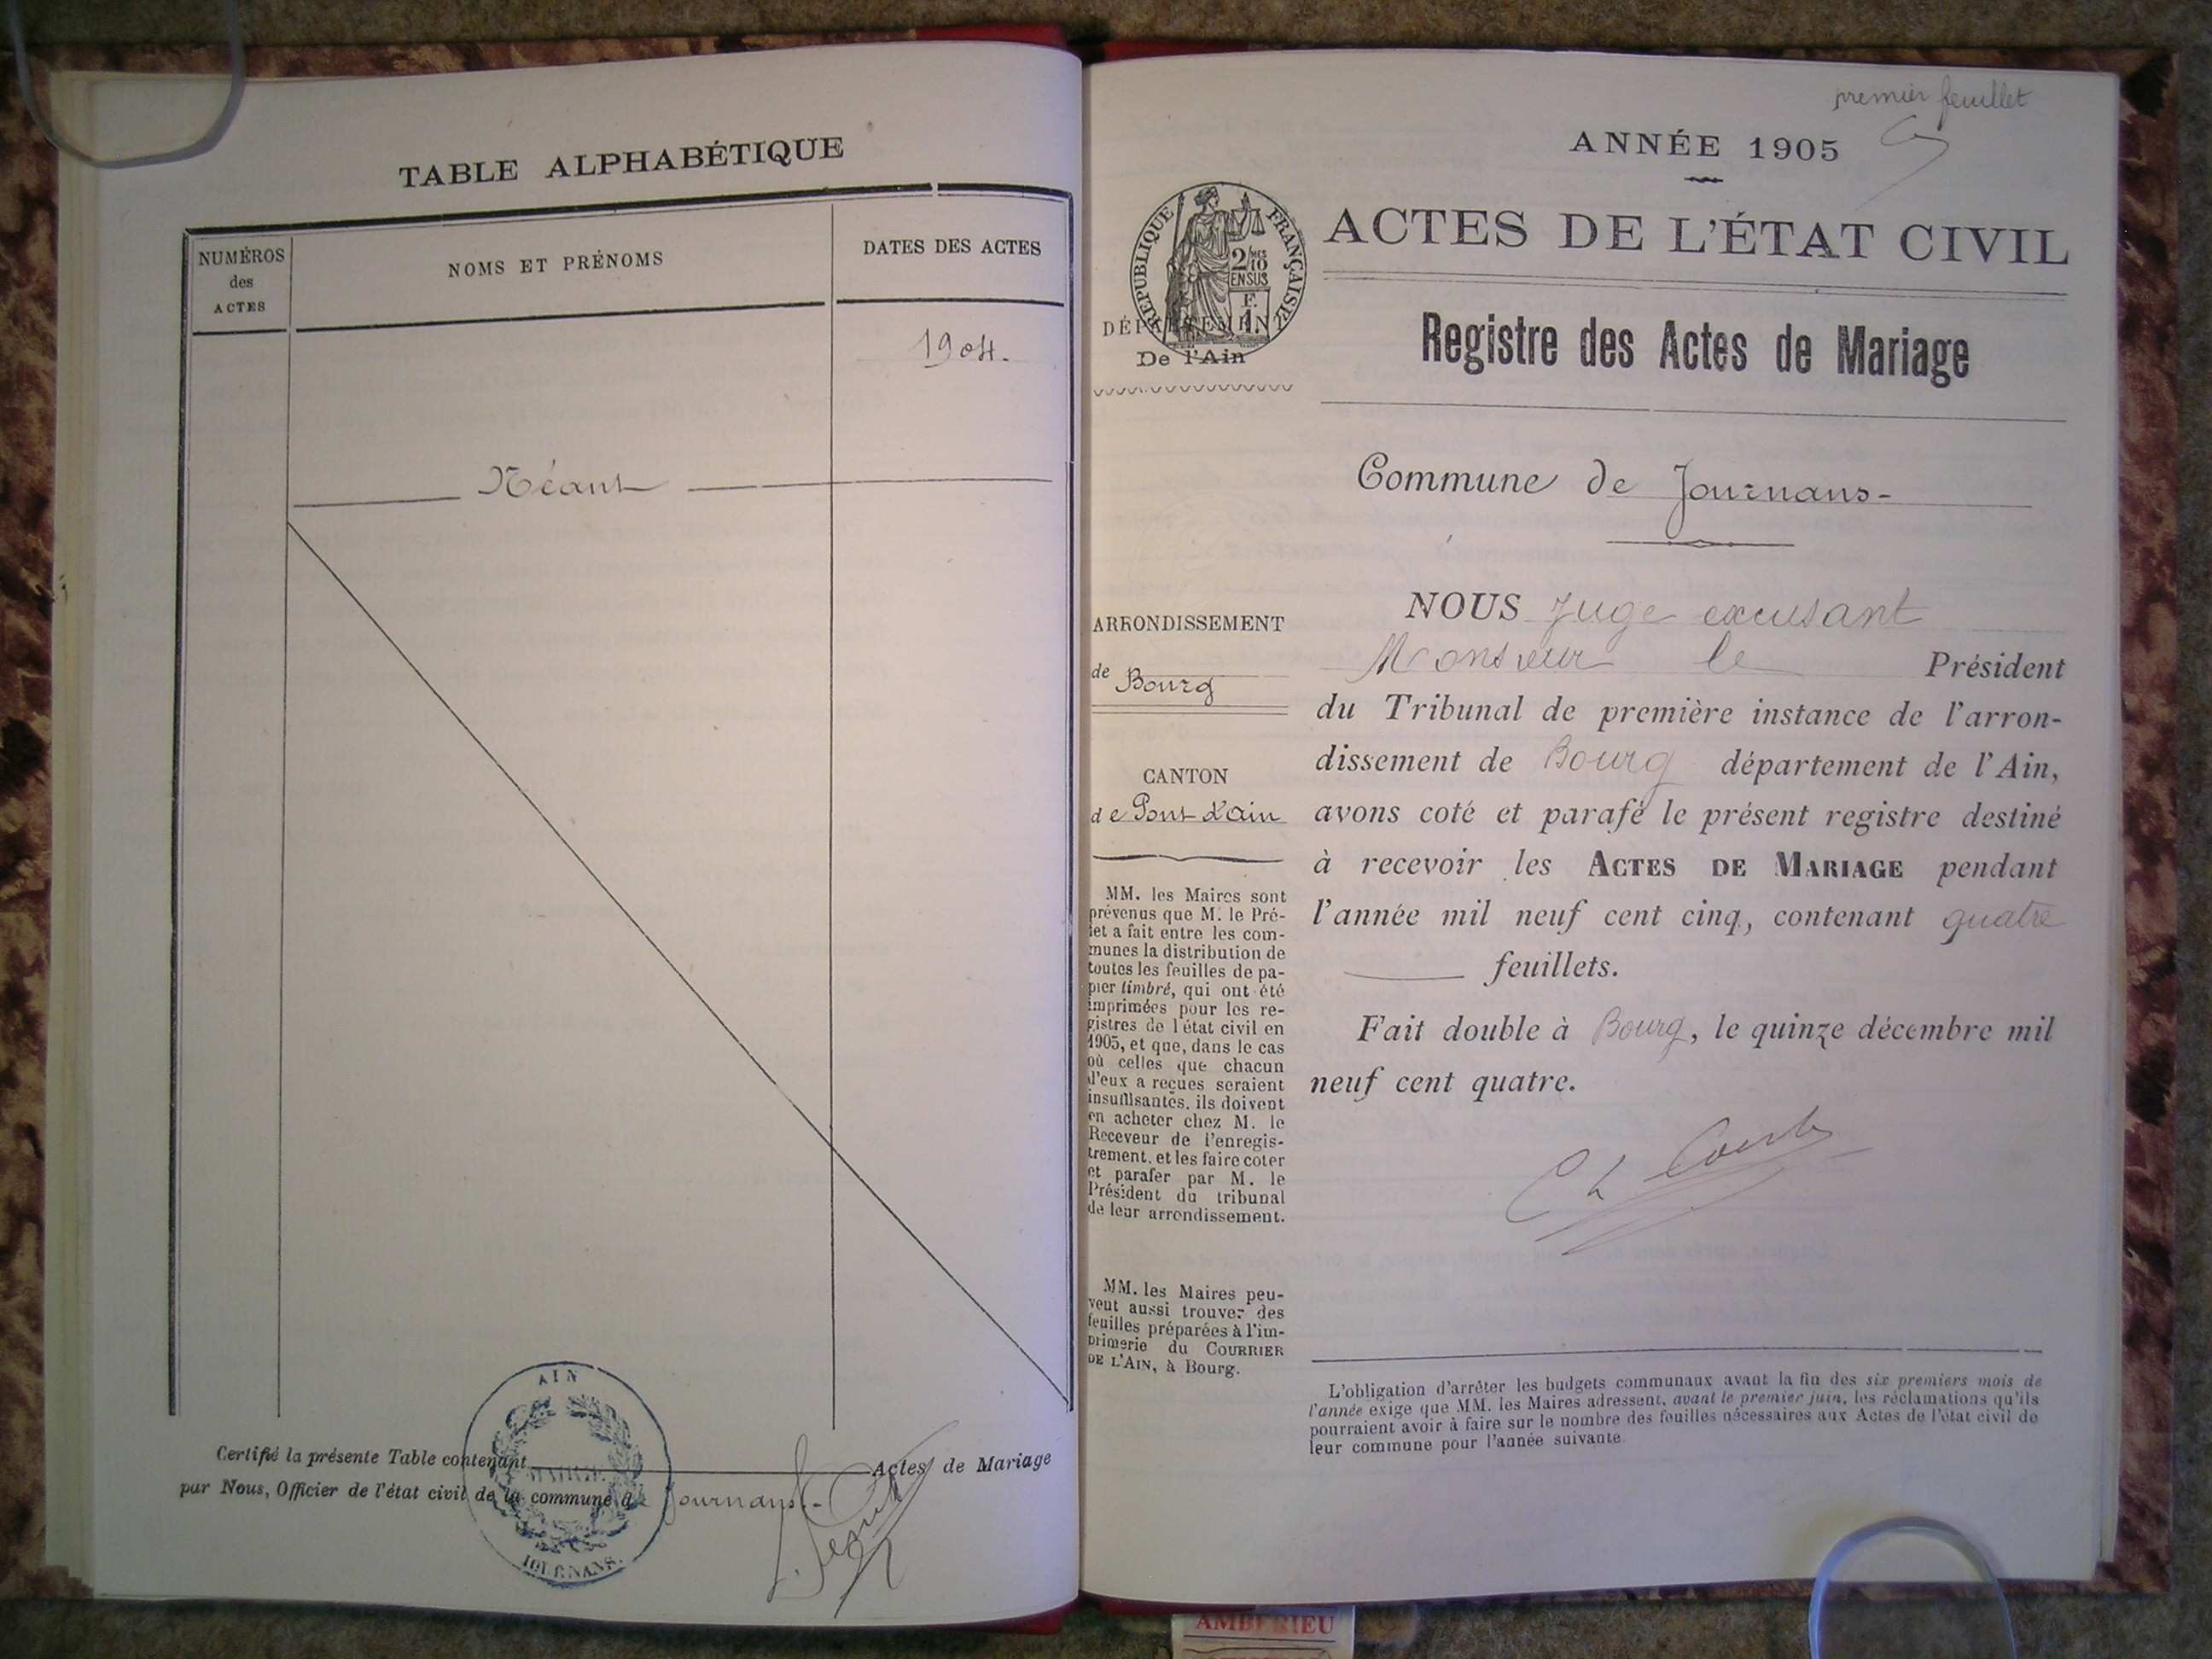 TABLE ALPHABÉTIQUE
NUMÉROS
des
ACTES
NOMS ET PRÉNOMS
DATES DES ACTES
1904.
Néant
AIN
MAIRIE
JOURNANS.
Certifié la présente Table contenant Actes de Mariage
par Nous, Officier de l'état civil de la commune de Journans.-
premier feuillet
ANNÉE 1905
ACTES DE L'ÉTAT CIVIL
RÉPUBLIQUE FRANÇAISE
2/10MES
EN SUS
F.
1
DÉPARTEMENT
De l'Ain
Registre des Actes de Mariage
Commune de Journans-
ARRONDISSEMENT
de Bourg
CANTON
de Pont d'ain
MM. les Maires sont
prévenus que M. le Pré-
fet a fait entre les com-
munes la distribution de
toutes les feuilles de pa-
pier timbré, qui ont été
imprimées pour les re-
gistres de l'état civil en
1905, et que, dans le cas
où celles que chacun
d'eux a reçues seraient
insuffisantes, ils doivent
en acheter chez M. le
Receveur de l'enregis-
trement, et les faire coter
et parafer par M. le
Président du tribunal
de leur arrondissement.
MM. les Maires peu-
vent aussi trouver des
feuilles préparées à l'im-
primerie du COURRIER
DE L'AIN, à Bourg.
NOUS Juge excusant
Monsieur le Président
du Tribunal de première instance de l'arron-
dissement de Bourg département de l'Ain,
avons coté et parafé le présent registre destiné
à recevoir les ACTES DE MARIAGE pendant
l'année mil neuf cent cinq, contenant quatre
feuillets.
Fait double à Bourg, le quinze décembre mil
neuf cent quatre.
L'obligation d'arrêter les budgets communaux avant la fin des six premiers mois de
l'année exige que MM. les Maires adressent, avant le premier juin, les réclamations qu'ils
pourraient avoir à faire sur le nombre des feuilles nécessaires aux Actes de l'état civil de
leur commune pour l'année suivante.
AMBERIEU